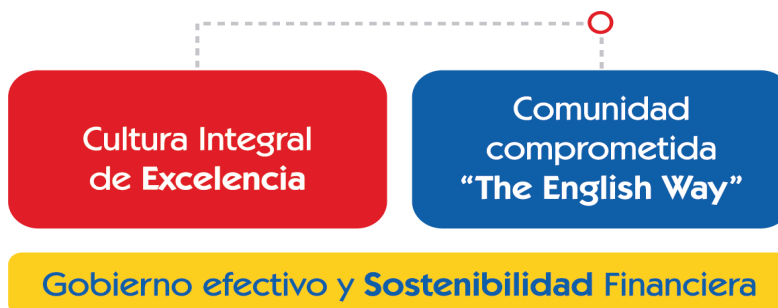 Cultura Integral
de Excelencia
Comunidad
comprometida
“The English Way”
Gobierno efectivo y Sostenibilidad Financiera